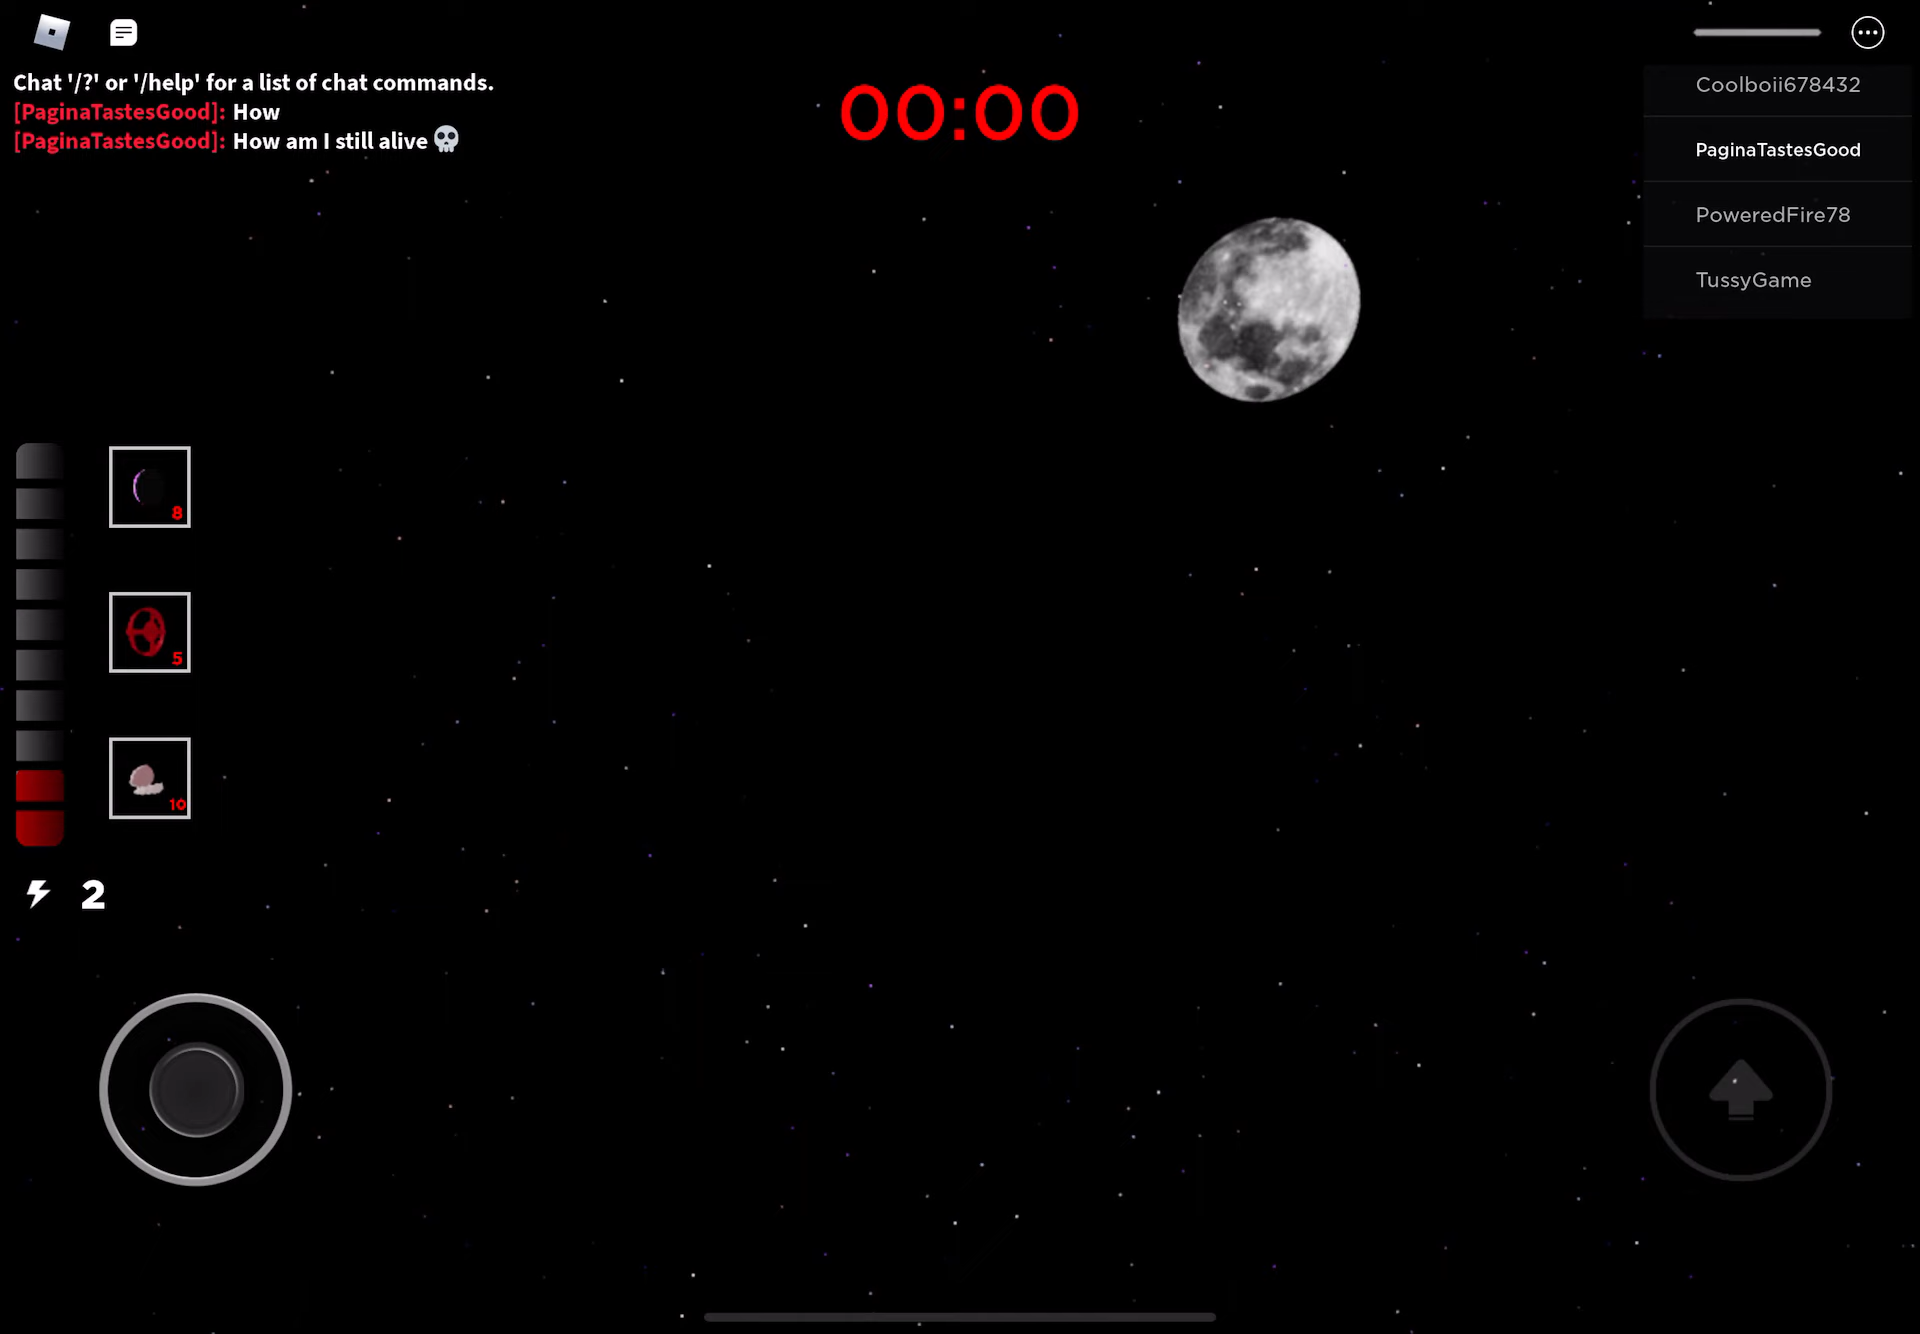 Chat '/?' or '/help' for a list of chat commands.
[PaginaTastesGood]: How
[PaginaTastesGood]: How am I still alive 💀
00:00
Coolboii678432
PaginaTastesGood
PoweredFire78
TussyGame
8
5
10
2